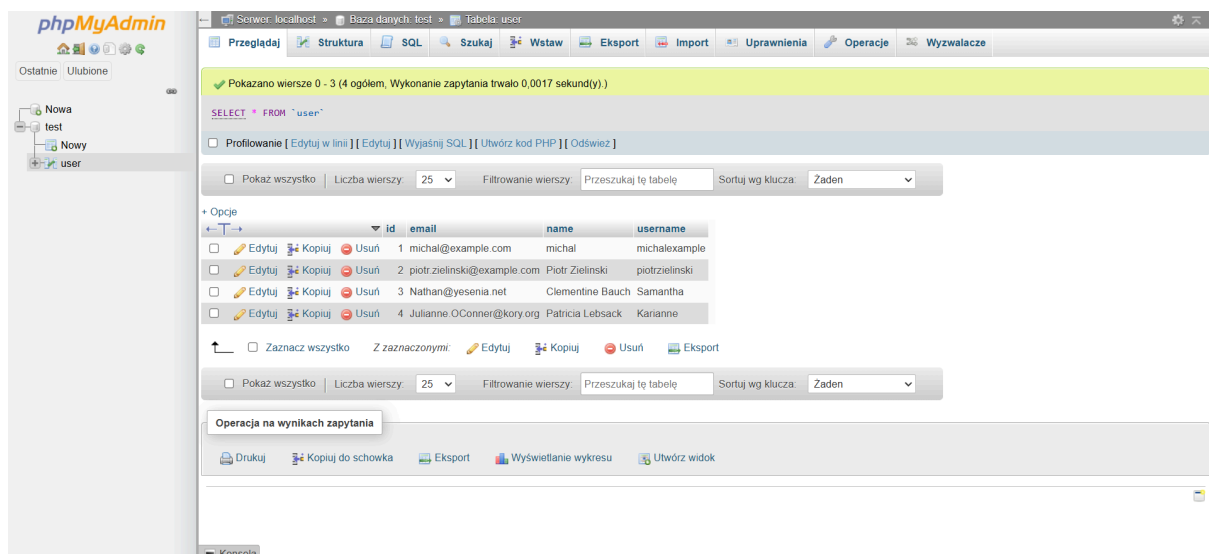 phpMyAdmin
Ostatnie Ulubione
Nowa
test
Nowy
user
Serwer: localhost » Baza danych: test » Tabela: user
Przeglądaj Struktura SQL Szukaj Wstaw Eksport Import Uprawnienia Operacje Wyzwalacze
Pokazano wiersze 0 - 3 (4 ogółem, Wykonanie zapytania trwało 0,0017 sekund(y).)
SELECT * FROM `user`
Profilowanie [ Edytuj w linii ] [ Edytuj ] [ Wyjaśnij SQL ] [ Utwórz kod PHP ] [ Odśwież ]
Pokaż wszystko | Liczba wierszy: 25 Filtrowanie wierszy: Przeszukaj tę tabelę Sortuj wg klucza: Żaden
+ Opcje
←T→ id email name username
Edytuj Kopiuj Usuń 1 michal@example.com michal michalexample
Edytuj Kopiuj Usuń 2 piotr.zielinski@example.com Piotr Zielinski piotrzielinski
Edytuj Kopiuj Usuń 3 Nathan@yesenia.net Clementine Bauch Samantha
Edytuj Kopiuj Usuń 4 Julianne.OConner@kory.org Patricia Lebsack Karianne
Zaznacz wszystko Z zaznaczonymi: Edytuj Kopiuj Usuń Eksport
Pokaż wszystko | Liczba wierszy: 25 Filtrowanie wierszy: Przeszukaj tę tabelę Sortuj wg klucza: Żaden
Operacja na wynikach zapytania
Drukuj Kopiuj do schowka Eksport Wyświetlanie wykresu Utwórz widok
Konsola